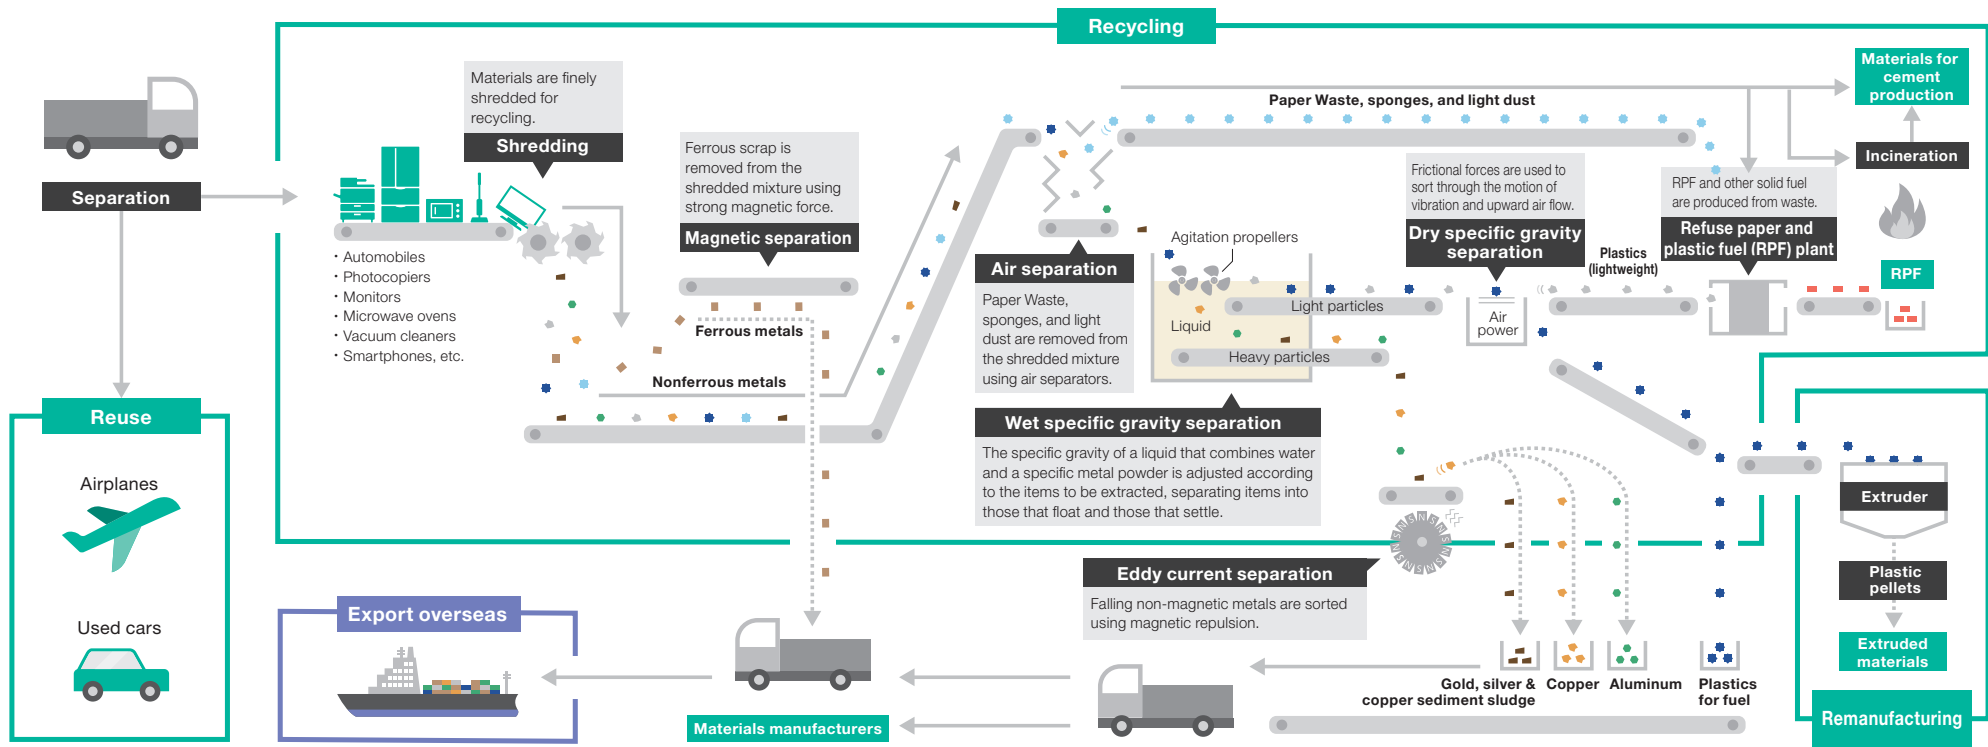 Recycling
Materials for
cement
production
Materials are finely
shredded for
recycling.
Shredding
Paper Waste, sponges, and light dust
Ferrous scrap is
removed from the
shredded mixture using
strong magnetic force.
Magnetic separation
Incineration
Frictional forces are used to
sort through the motion of
vibration and upward air flow.
Dry specific gravity
separation
RPF and other solid fuel
are produced from waste.
Refuse paper and
plastic fuel (RPF) plant
Separation
Agitation propellers
Plastics
(lightweight)
RPF
・Automobiles
・Photocopiers
・Monitors
・Microwave ovens
・Vacuum cleaners
・Smartphones, etc.
Air separation
Paper Waste,
sponges, and light
dust are removed from
the shredded mixture
using air separators.
Light particles
Liquid
Heavy particles
Air
power
Ferrous metals
Nonferrous metals
Wet specific gravity separation
The specific gravity of a liquid that combines water
and a specific metal powder is adjusted according
to the items to be extracted, separating items into
those that float and those that settle.
Reuse
Airplanes
Used cars
Extruder
Plastic
pellets
Extruded
materials
Remanufacturing
S N S N S N
Eddy current separation
Falling non-magnetic metals are sorted
using magnetic repulsion.
Export overseas
Gold, silver &
copper sediment sludge
Copper
Aluminum
Plastics
for fuel
Materials manufacturers